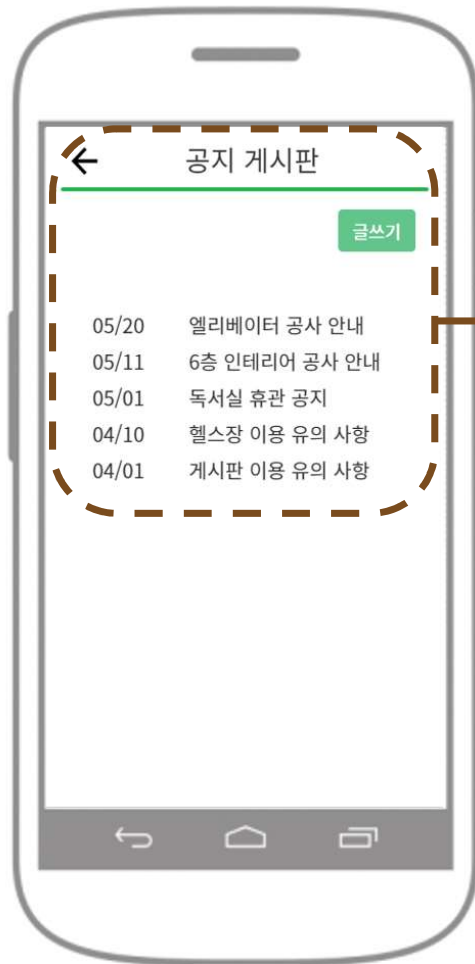 공지 게시판
글쓰기
05/20 엘리베이터 공사 안내
05/11 6층 인테리어 공사 안내
05/01 독서실 휴관 공지
04/10 헬스장 이용 유의 사항
04/01 게시판 이용 유의 사항